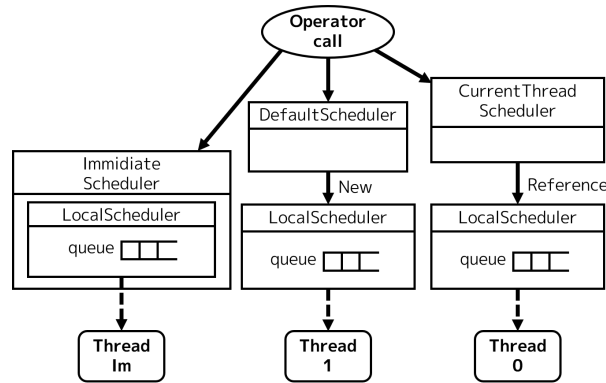 Operator
call
CurrentThread
Scheduler
DefaultScheduler
Immidiate
Scheduler
New
Reference
LocalScheduler
queue
LocalScheduler
queue
LocalScheduler
queue
Thread
Im
Thread
1
Thread
0